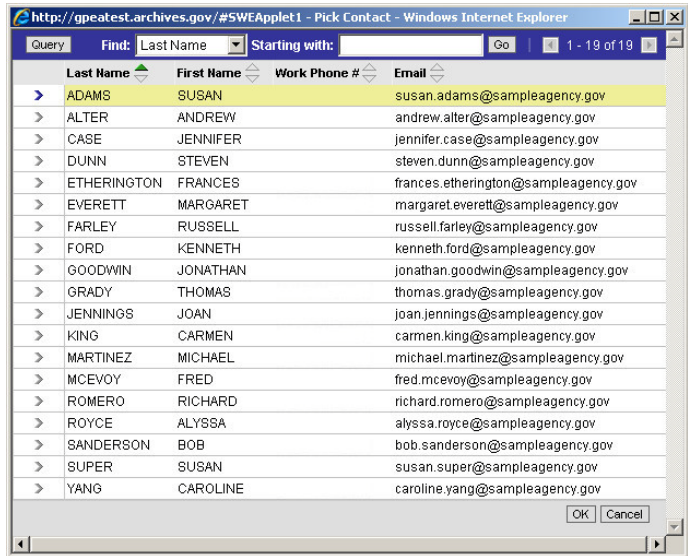 http://gpeatest.archives.gov/#SWEApplet1 - Pick Contact - Windows Internet Explorer
Query Find: Last Name Starting with: Go | 1 - 19 of 19
Last Name First Name Work Phone # Email
ADAMS SUSAN susan.adams@sampleagency.gov
ALTER ANDREW andrew.alter@sampleagency.gov
CASE JENNIFER jennifer.case@sampleagency.gov
DUNN STEVEN steven.dunn@sampleagency.gov
ETHERINGTON FRANCES frances.etherington@sampleagency.gov
EVERETT MARGARET margaret.everett@sampleagency.gov
FARLEY RUSSELL russell.farley@sampleagency.gov
FORD KENNETH kenneth.ford@sampleagency.gov
GOODWIN JONATHAN jonathan.goodwin@sampleagency.gov
GRADY THOMAS thomas.grady@sampleagency.gov
JENNINGS JOAN joan.jennings@sampleagency.gov
KING CARMEN carmen.king@sampleagency.gov
MARTINEZ MICHAEL michael.martinez@sampleagency.gov
MCEVOY FRED fred.mcevoy@sampleagency.gov
ROMERO RICHARD richard.romero@sampleagency.gov
ROYCE ALYSSA alyssa.royce@sampleagency.gov
SANDERSON BOB bob.sanderson@sampleagency.gov
SUPER SUSAN susan.super@sampleagency.gov
YANG CAROLINE caroline.yang@sampleagency.gov
OK Cancel